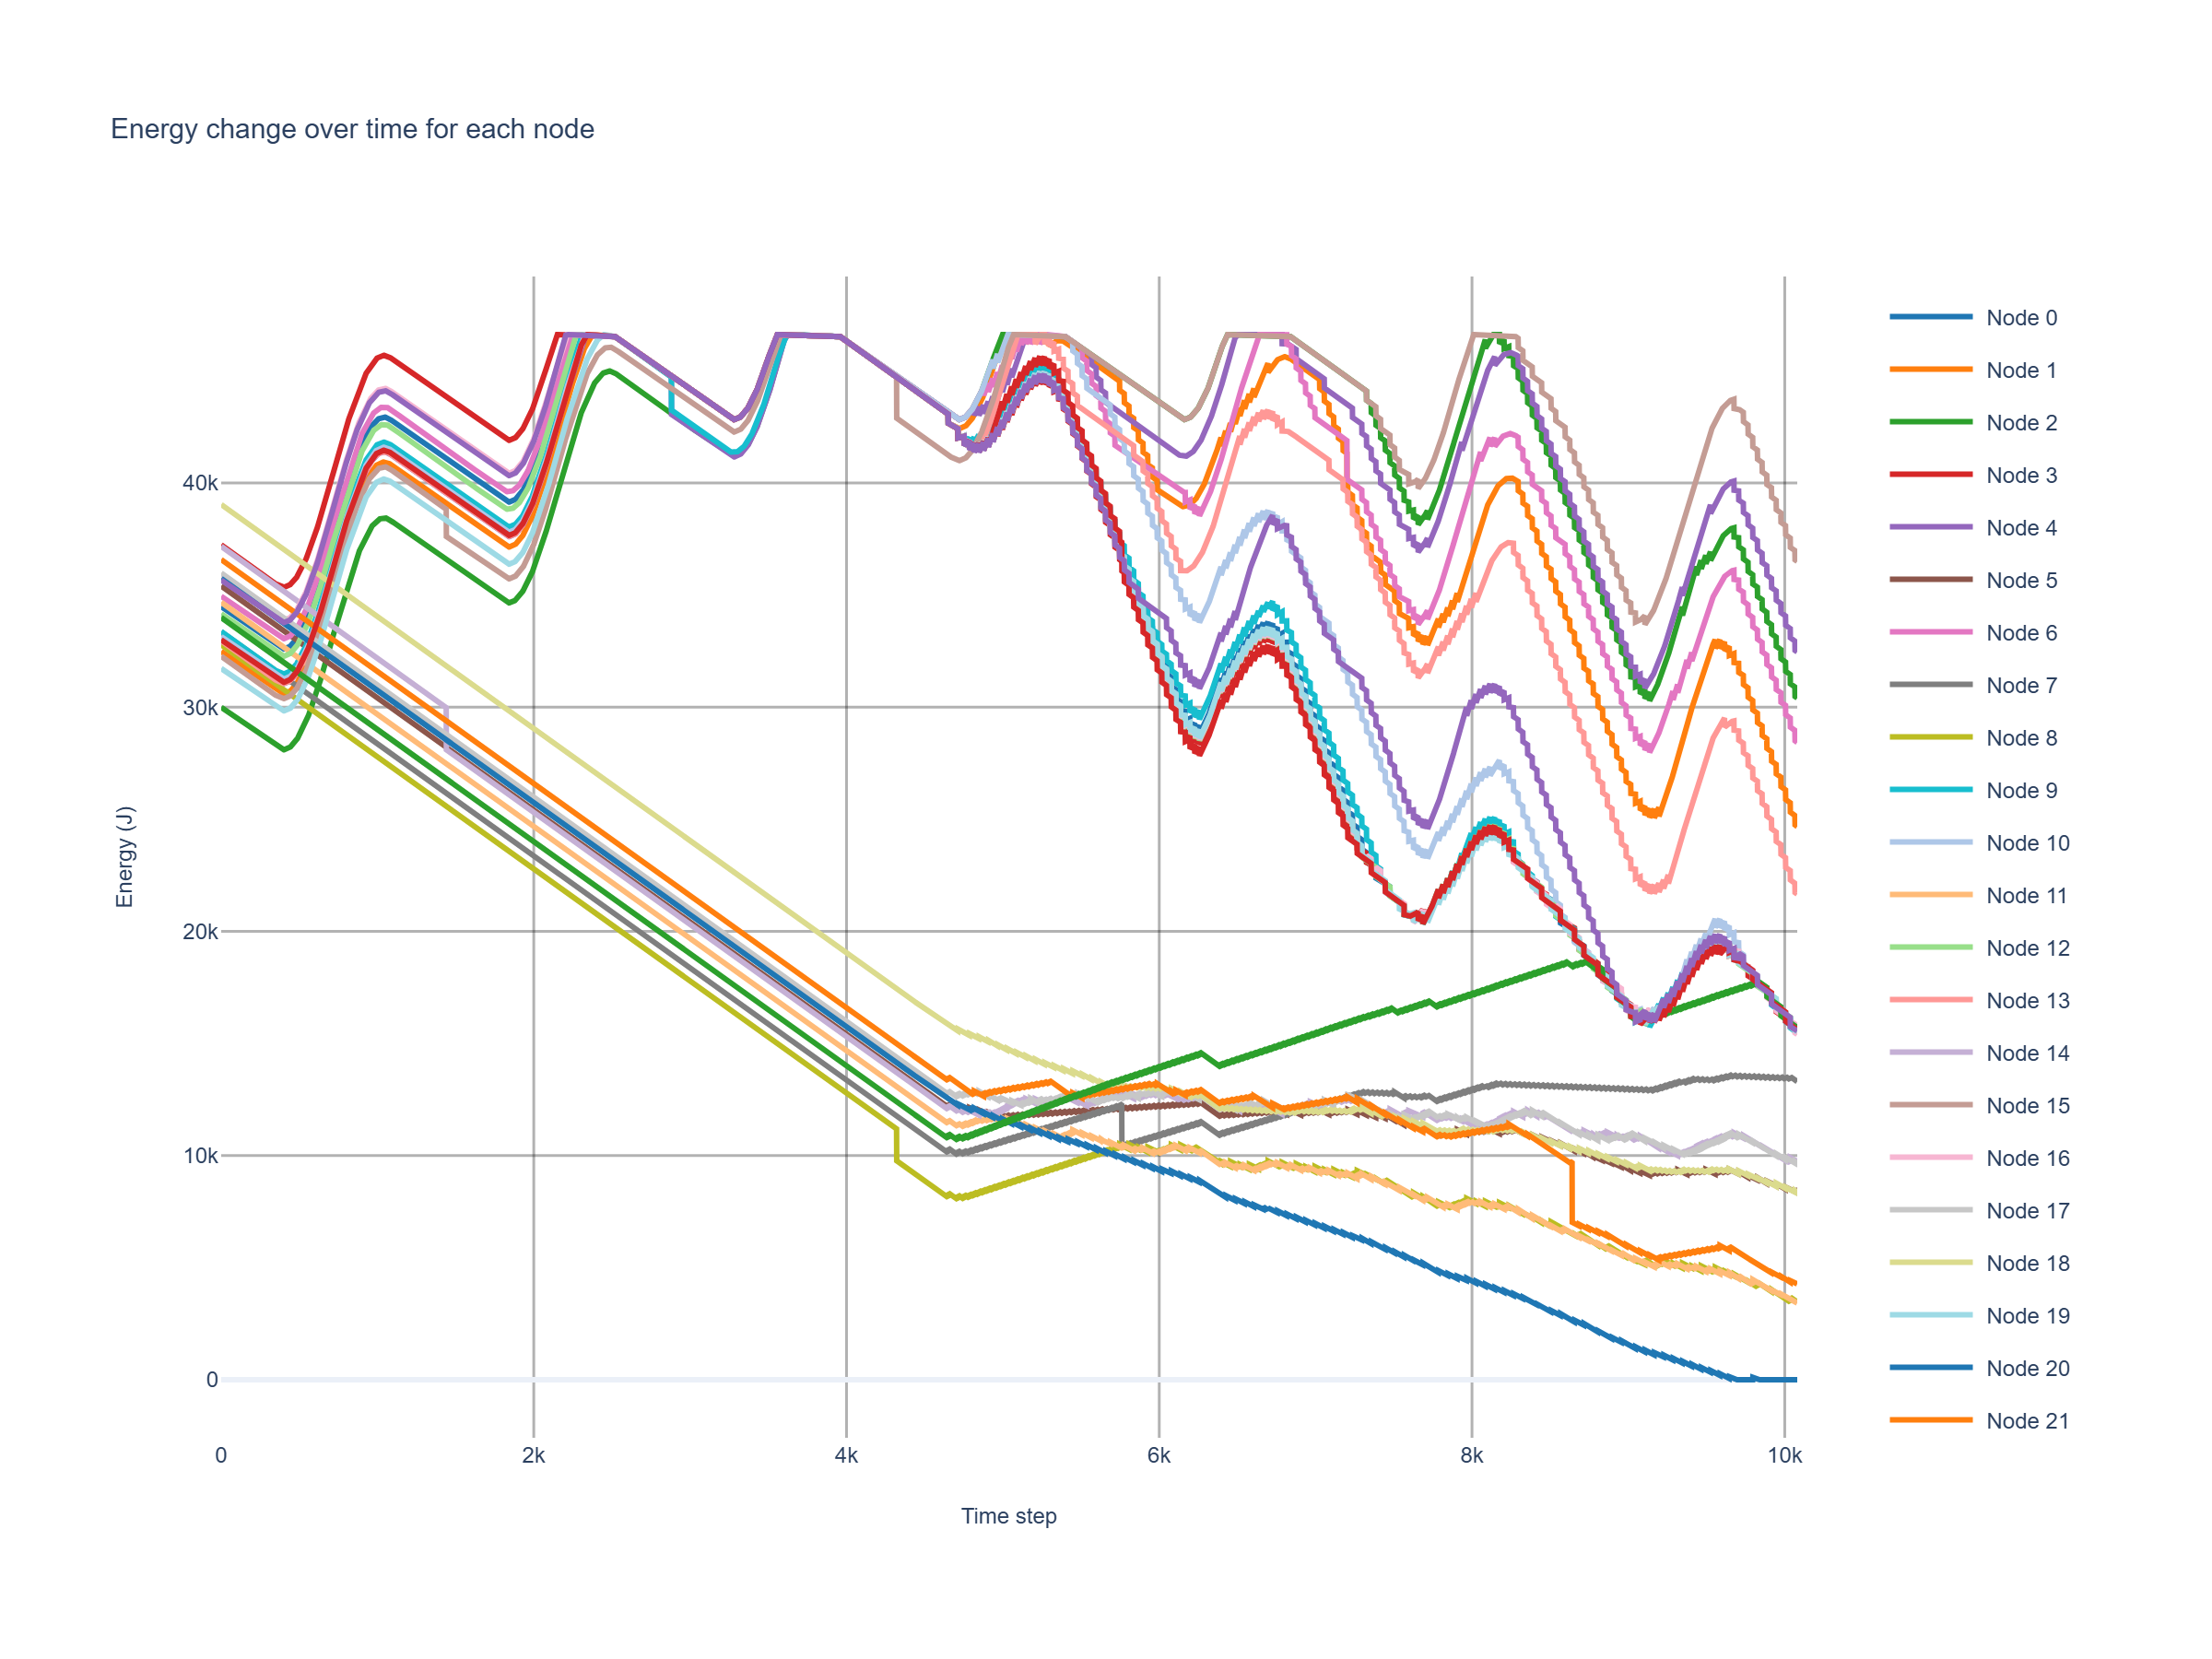 Energy change over time for each node
Energy (J)
40k
30k
20k
10k
0
0
2k
4k
6k
8k
10k
Time step
Node 0
Node 1
Node 2
Node 3
Node 4
Node 5
Node 6
Node 7
Node 8
Node 9
Node 10
Node 11
Node 12
Node 13
Node 14
Node 15
Node 16
Node 17
Node 18
Node 19
Node 20
Node 21